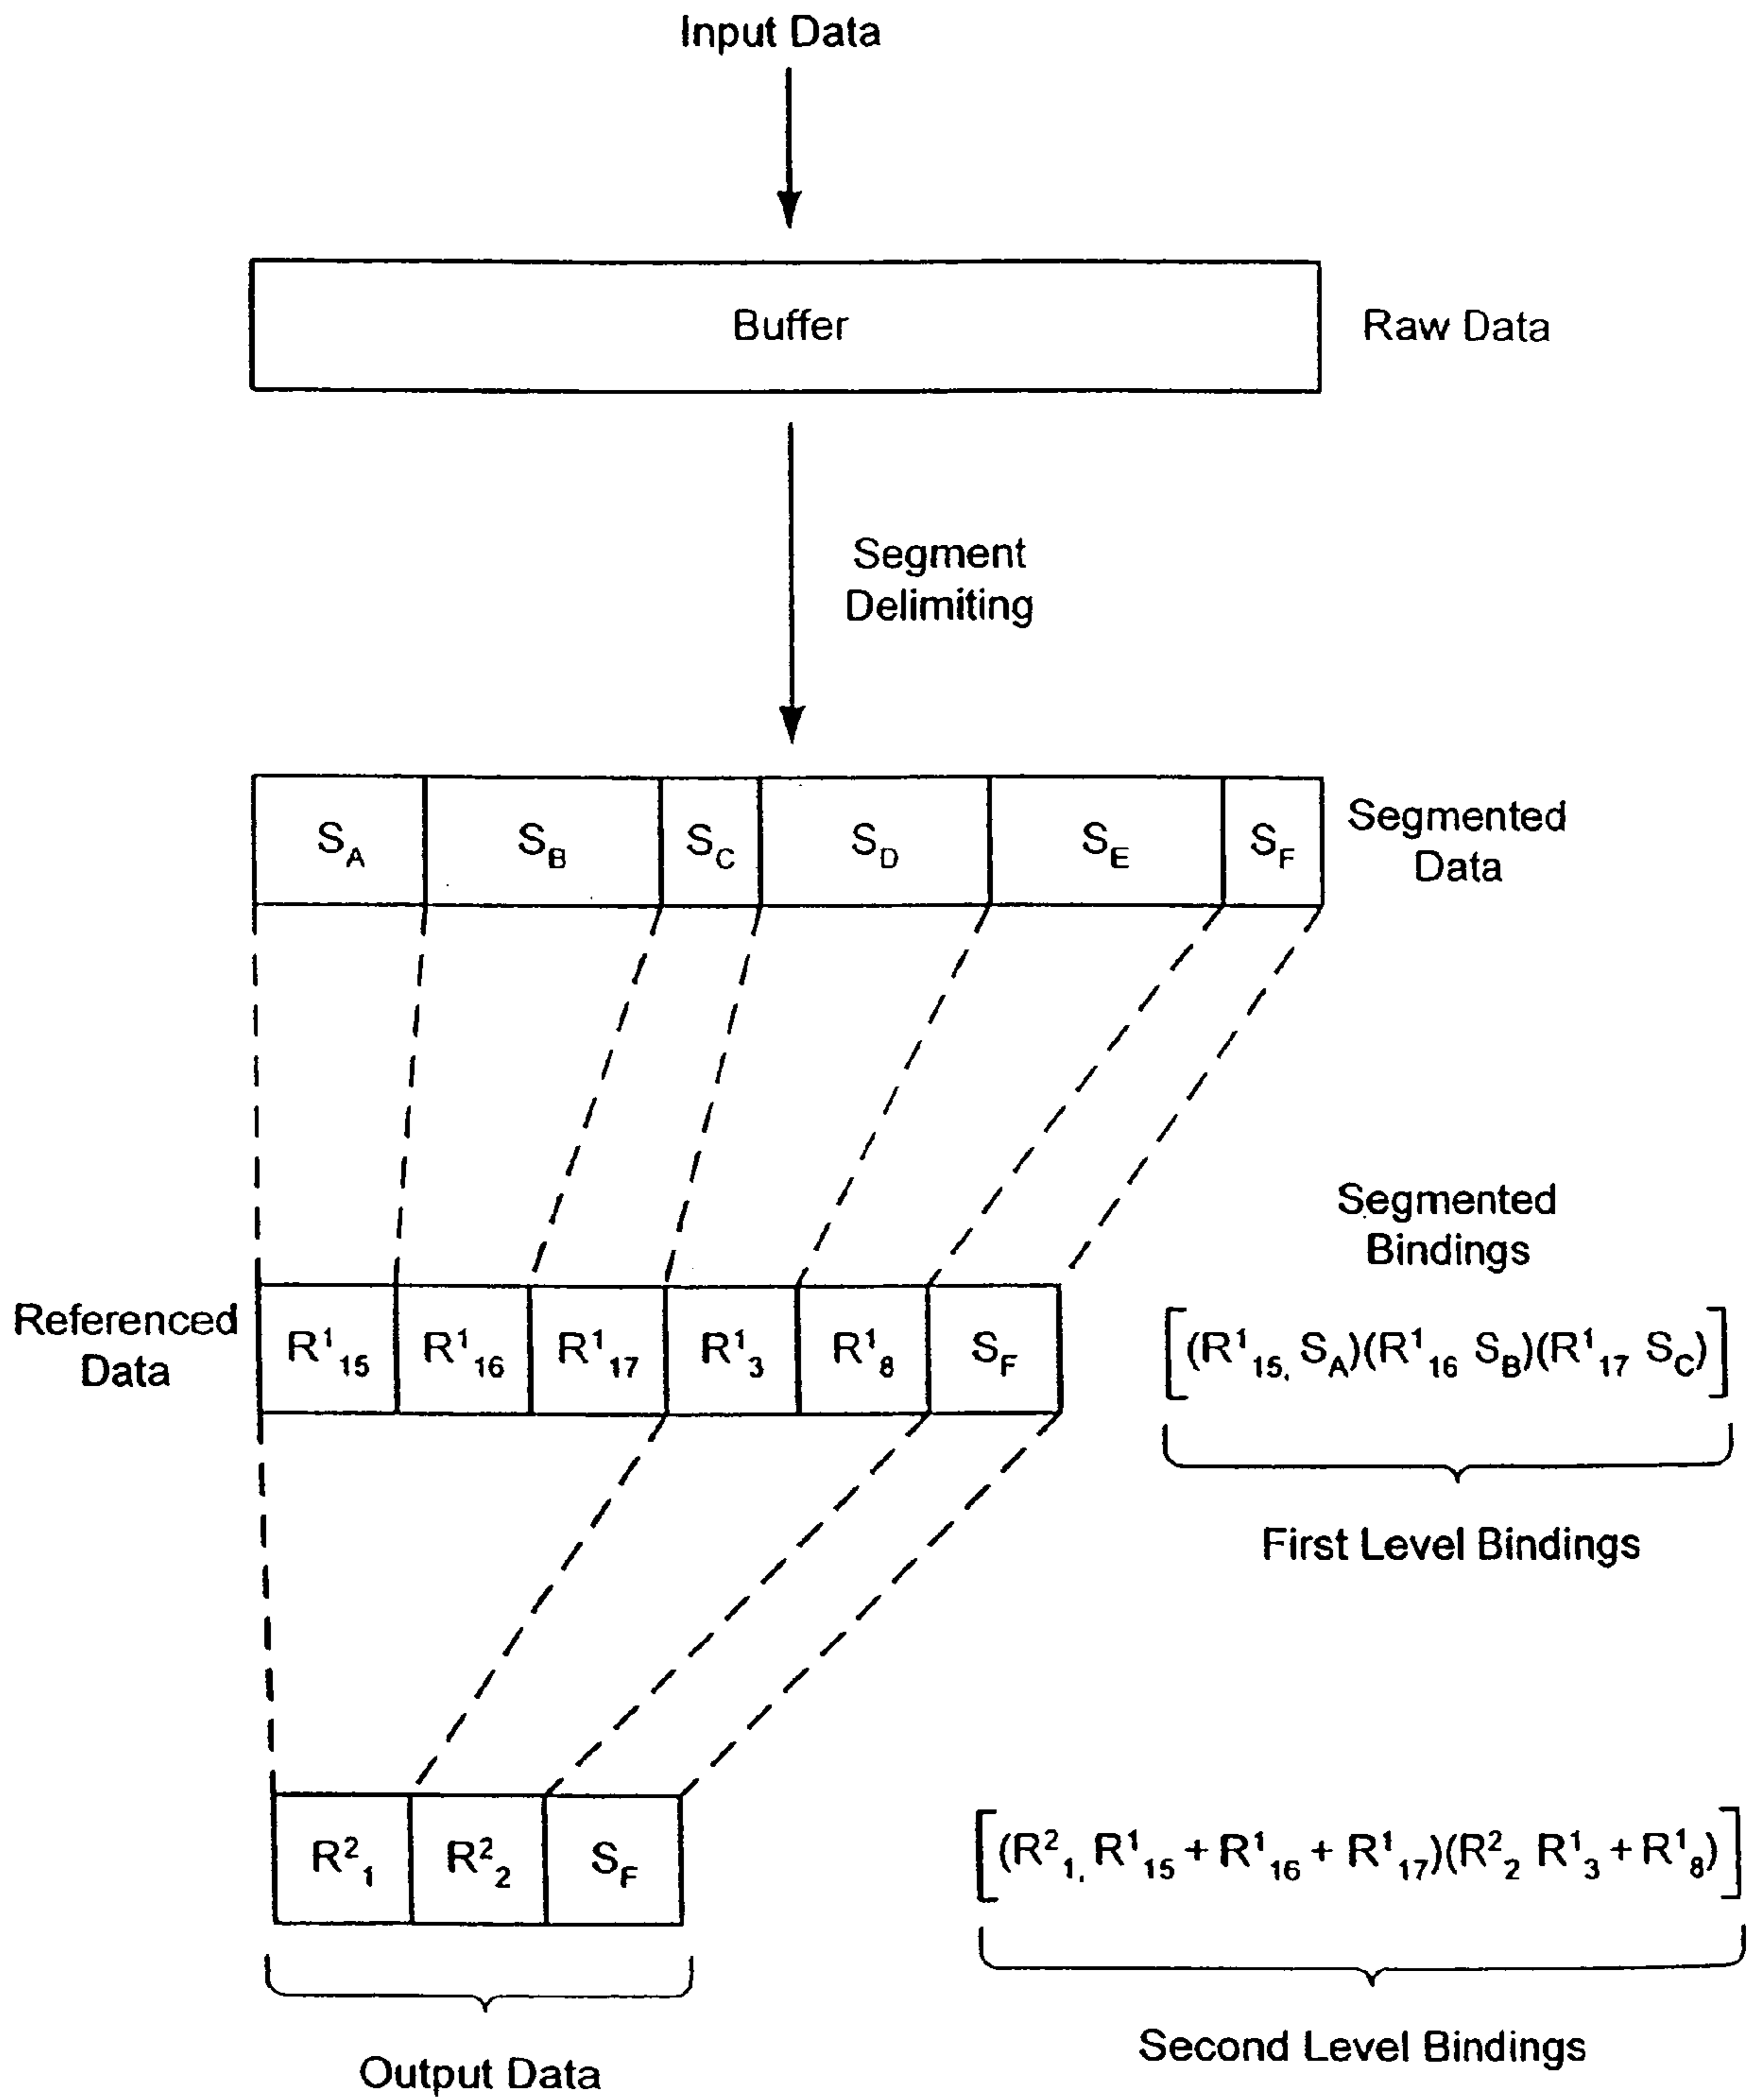 Input Data
Buffer
Raw Data
Segment
Delimiting
S_A S_B S_C S_D S_E S_F
Segmented
Data
Segmented
Bindings
Referenced
Data
R^1_15 R^1_16 R^1_17 R^1_3 R^1_8 S_F
[(R^1_15, S_A)(R^1_16 S_B)(R^1_17 S_C)]
First Level Bindings
R^2_1 R^2_2 S_F
[(R^2_1, R^1_15 + R^1_16 + R^1_17)(R^2_2 R^1_3 + R^1_8)]
Output Data
Second Level Bindings